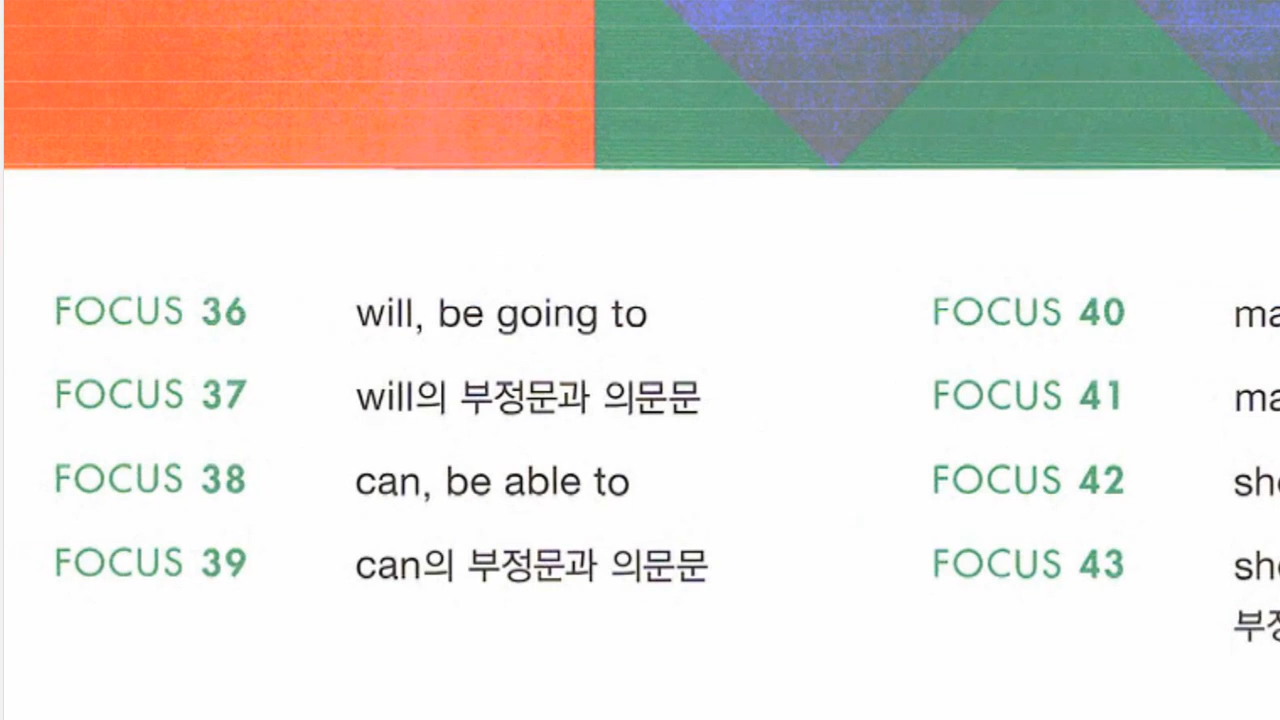 FOCUS 36 will, be going to
FOCUS 37 will의 부정문과 의문문
FOCUS 38 can, be able to
FOCUS 39 can의 부정문과 의문문
FOCUS 40
FOCUS 41
FOCUS 42
FOCUS 43